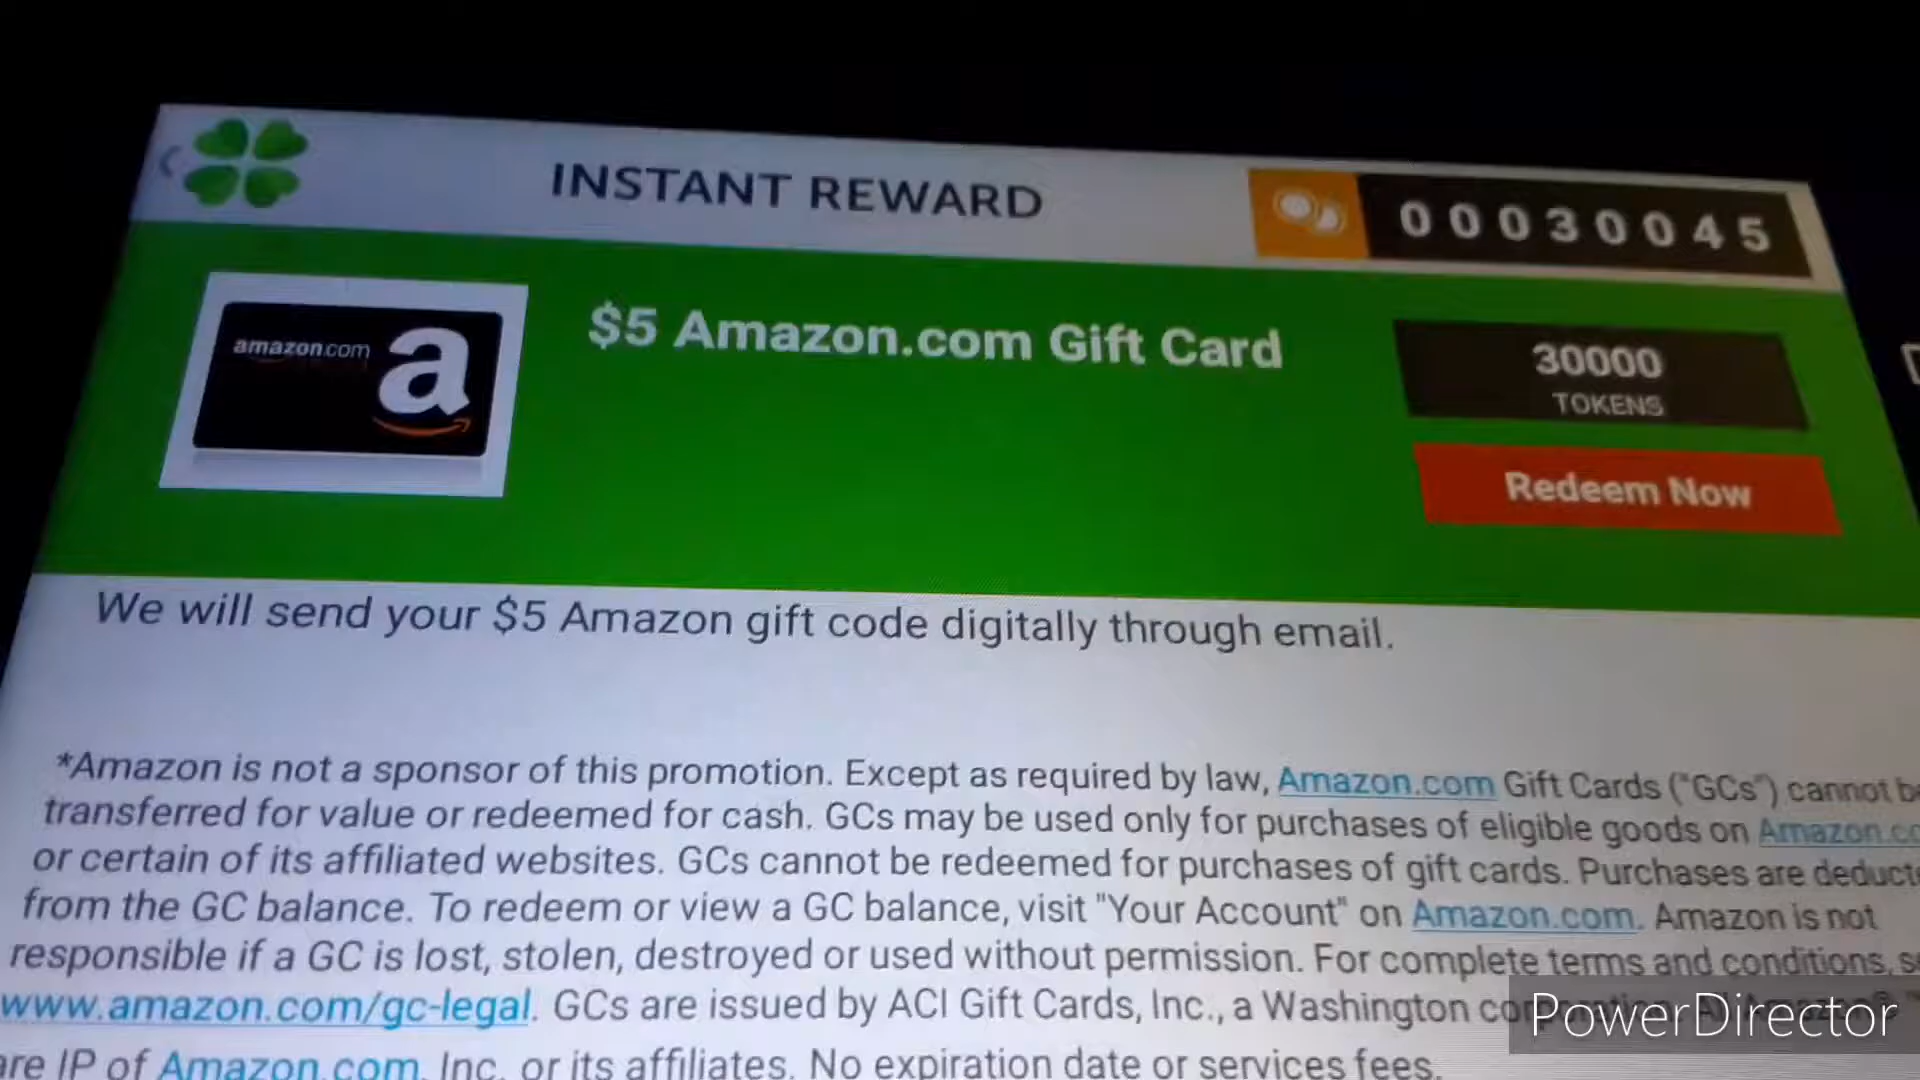 INSTANT REWARD
00030045
amazon.com
$5 Amazon.com Gift Card
30000
TOKENS
Redeem Now
We will send your $5 Amazon gift code digitally through email.
*Amazon is not a sponsor of this promotion. Except as required by law, Amazon.com Gift Cards ("GCs") cannot be
transferred for value or redeemed for cash. GCs may be used only for purchases of eligible goods on Amazon.co
or certain of its affiliated websites. GCs cannot be redeemed for purchases of gift cards. Purchases are deducte
from the GC balance. To redeem or view a GC balance, visit "Your Account" on Amazon.com. Amazon is not
responsible if a GC is lost, stolen, destroyed or used without permission. For complete terms and conditions, s
www.amazon.com/gc-legal. GCs are issued by ACI Gift Cards, Inc., a Washington
are IP of Amazon.com, Inc. or its affiliates. No expiration date or services fees.
PowerDirector